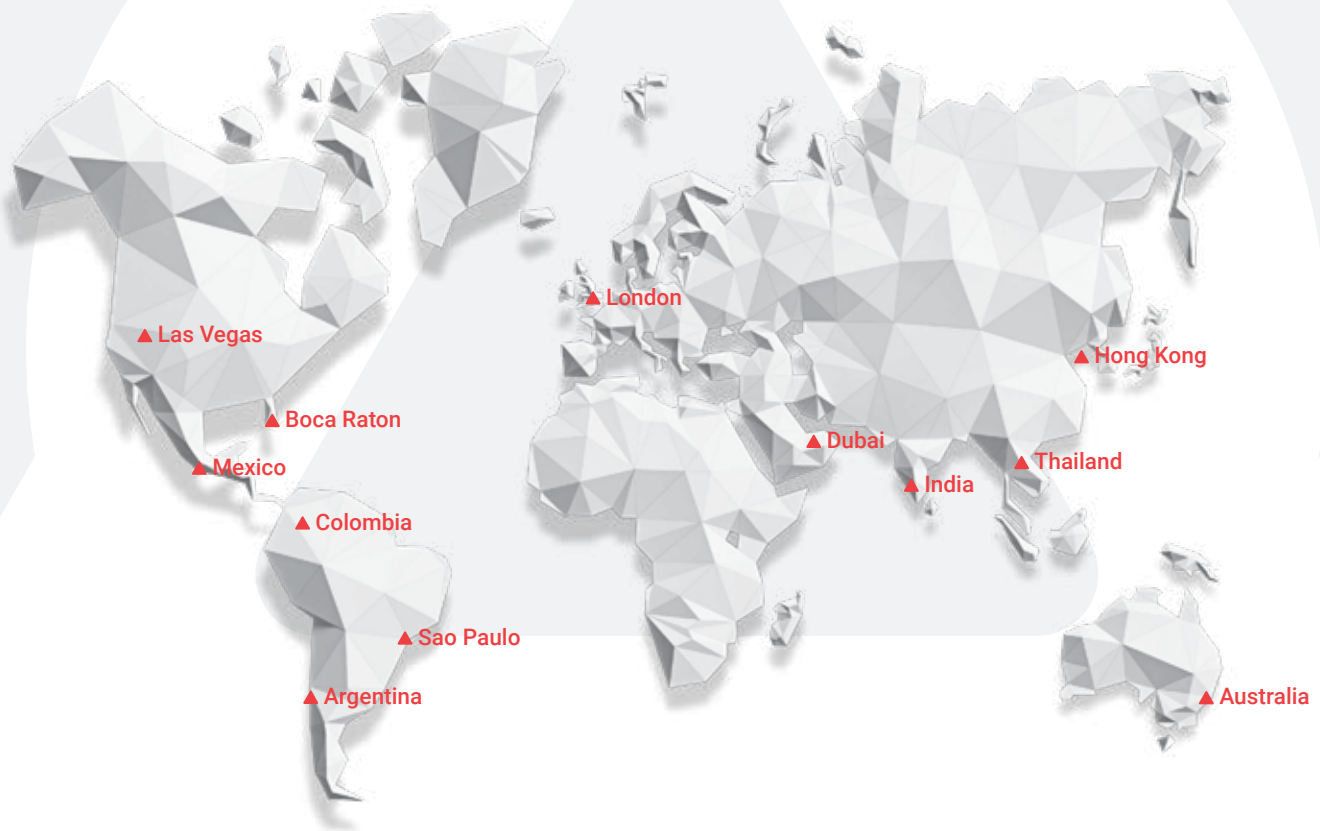 London
Las Vegas
Hong Kong
Boca Raton
Dubai
Thailand
Mexico
India
Colombia
Sao Paulo
Argentina
Australia